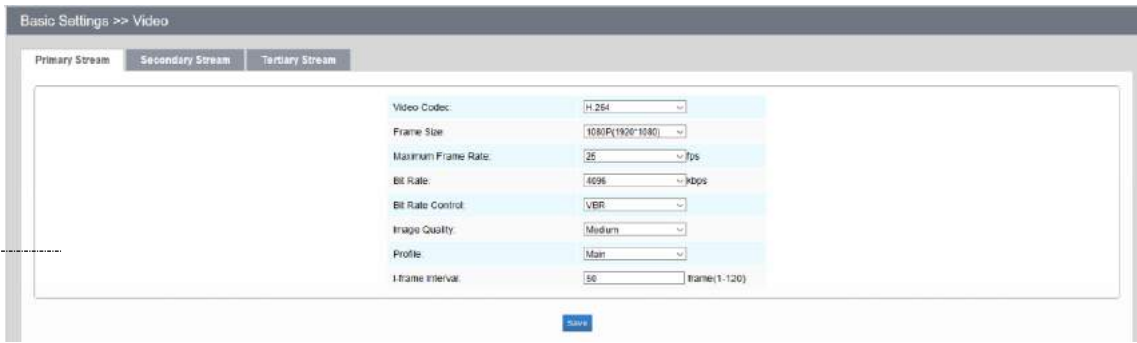 Basic Settings >> Video
Primary Stream Secondary Stream Tertiary Stream
Video Codec: H.264
Frame Size: 1080P(1920*1080)
Maximum Frame Rate: 25 fps
Bit Rate: 4096 kbps
Bit Rate Control: VBR
Image Quality: Medium
Profile: Main
I-frame Interval: 50 frame(1-120)
Save